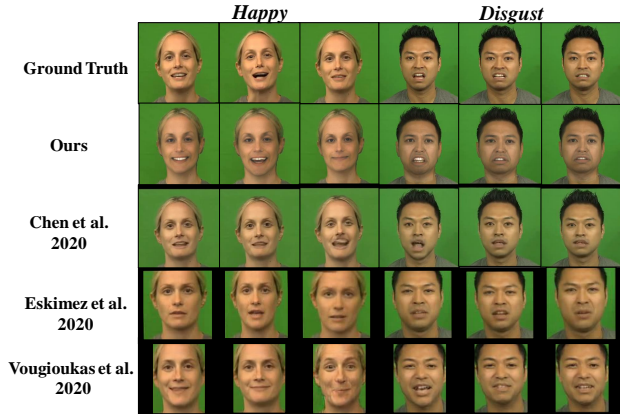 Happy
Disgust
Ground Truth
Ours
Chen et al.
2020
Eskimez et al.
2020
Vougioukas et al.
2020